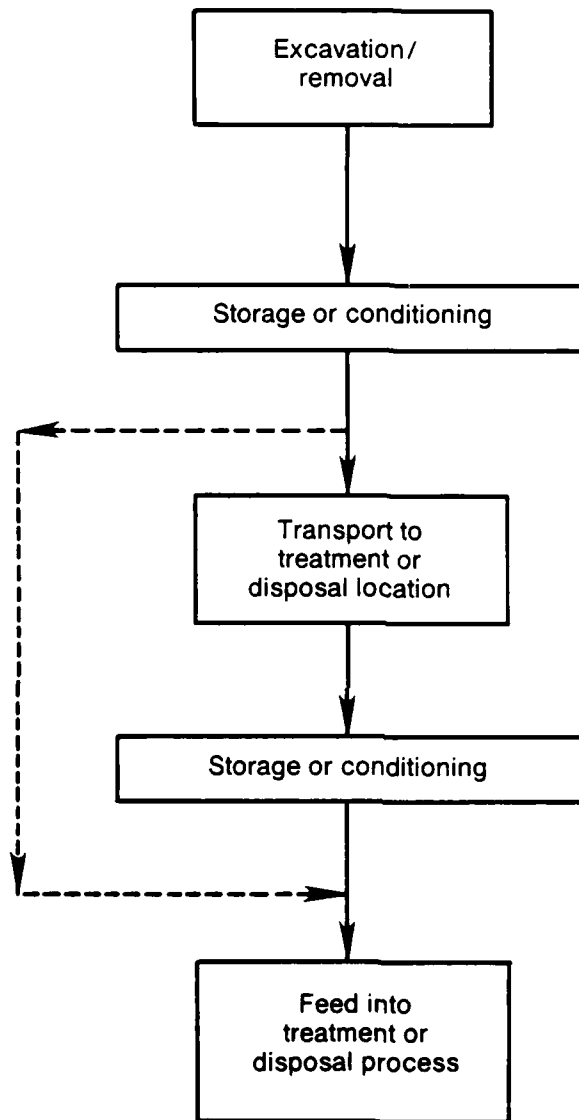 Excavation/
removal
Storage or conditioning
Transport to
treatment or
disposal location
Storage or conditioning
Feed into
treatment or
disposal process